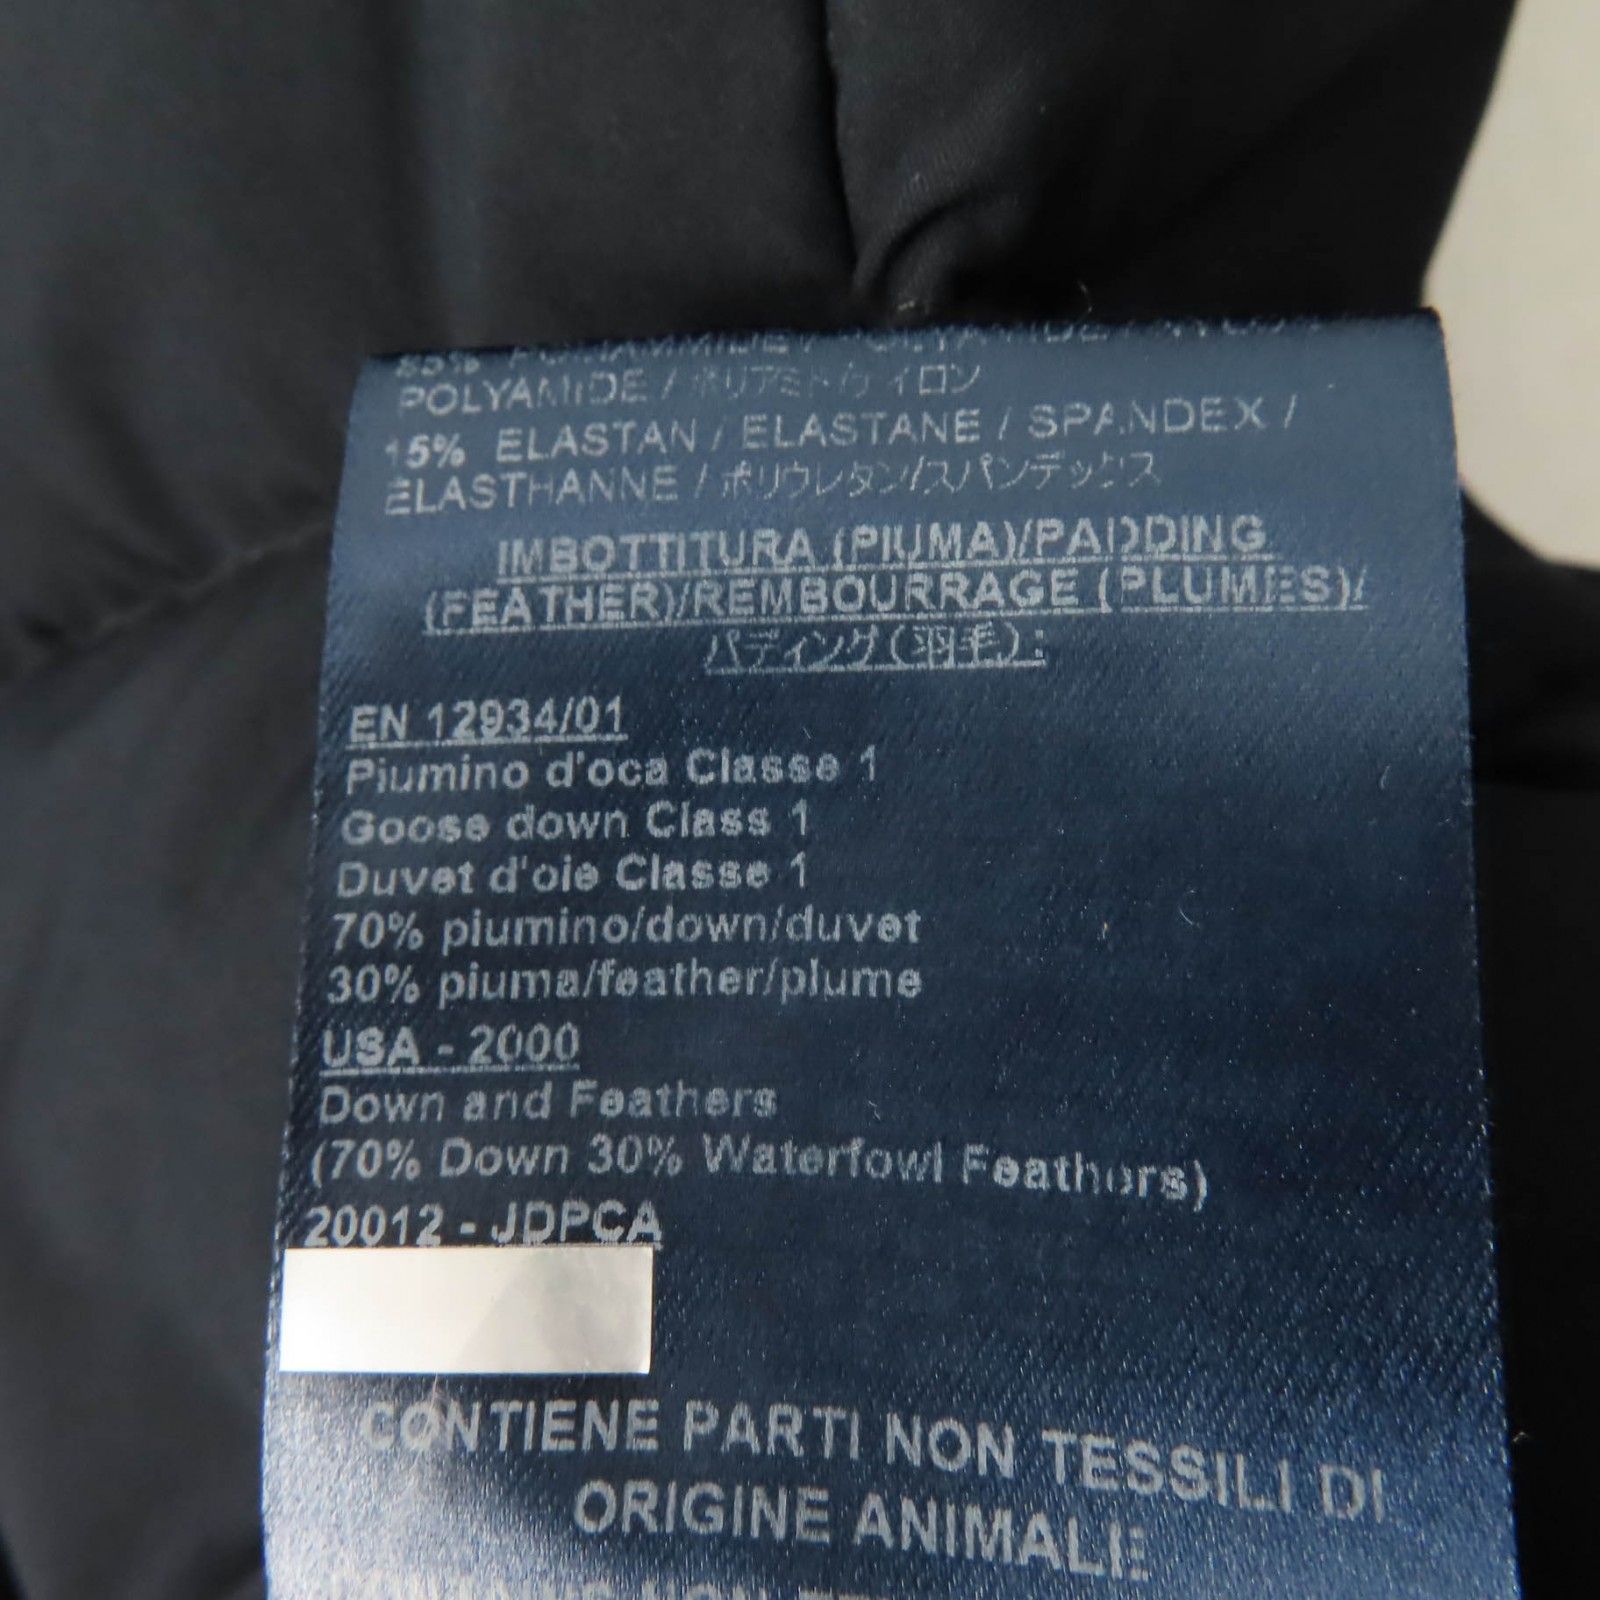 POLYAMIDE / ポリアミド/ナイロン
15% ELASTAN / ELASTANE / SPANDEX /
ELASTHANNE / ポリウレタン/スパンデックス
IMBOTTITURA (PIUMA)/PADDING
(FEATHER)/REMBOURRAGE (PLUMES)/
パディング(羽毛):
EN 12934/01
Piumino d'oca Classe 1
Goose down Class 1
Duvet d'oie Classe 1
70% piumino/down/duvet
30% piuma/feather/plume
USA - 2000
Down and Feathers
(70% Down 30% Waterfowl Feathers)
20012 - JDPCA
CONTIENE PARTI NON TESSILI DI
ORIGINE ANIMALE